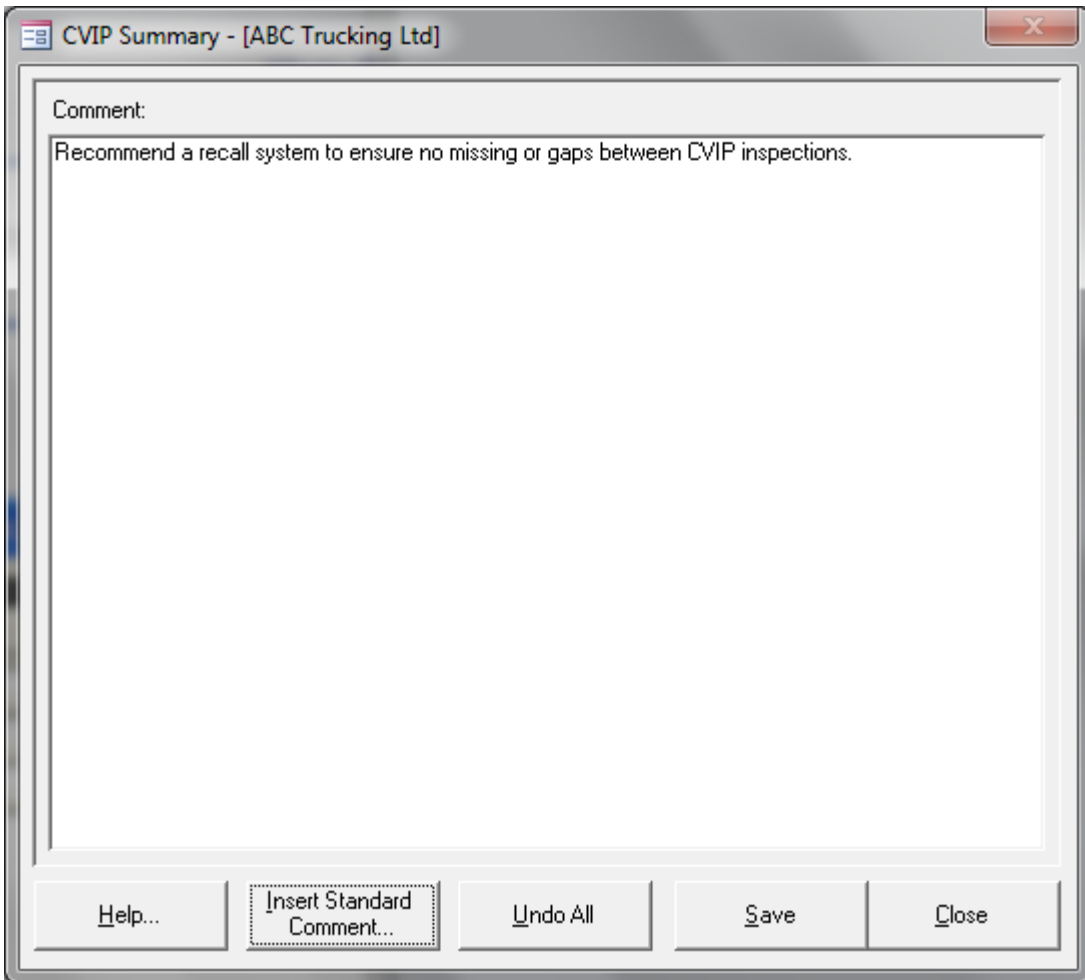 CVIP Summary - [ABC Trucking Ltd]
Comment:
Recommend a recall system to ensure no missing or gaps between CVIP inspections.
Help...
Insert Standard
Comment...
Undo All
Save
Close